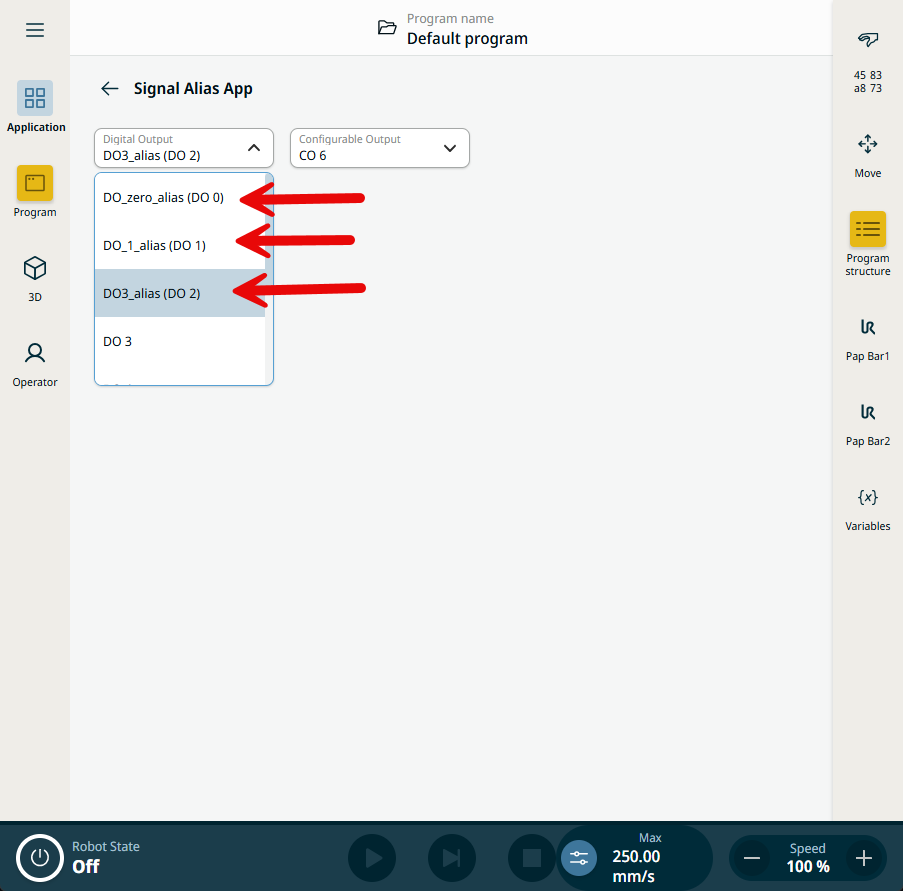 Program name
Default program
Application
Program
3D
Operator
Signal Alias App
Digital Output
DO3_alias (DO 2)
Configurable Output
CO 6
DO_zero_alias (DO 0)
DO_1_alias (DO 1)
DO3_alias (DO 2)
DO 3
45 83
a8 73
Move
Program
structure
Pap Bar1
Pap Bar2
{x}
Variables
Robot State
Off
Max
250.00
mm/s
Speed
100 %